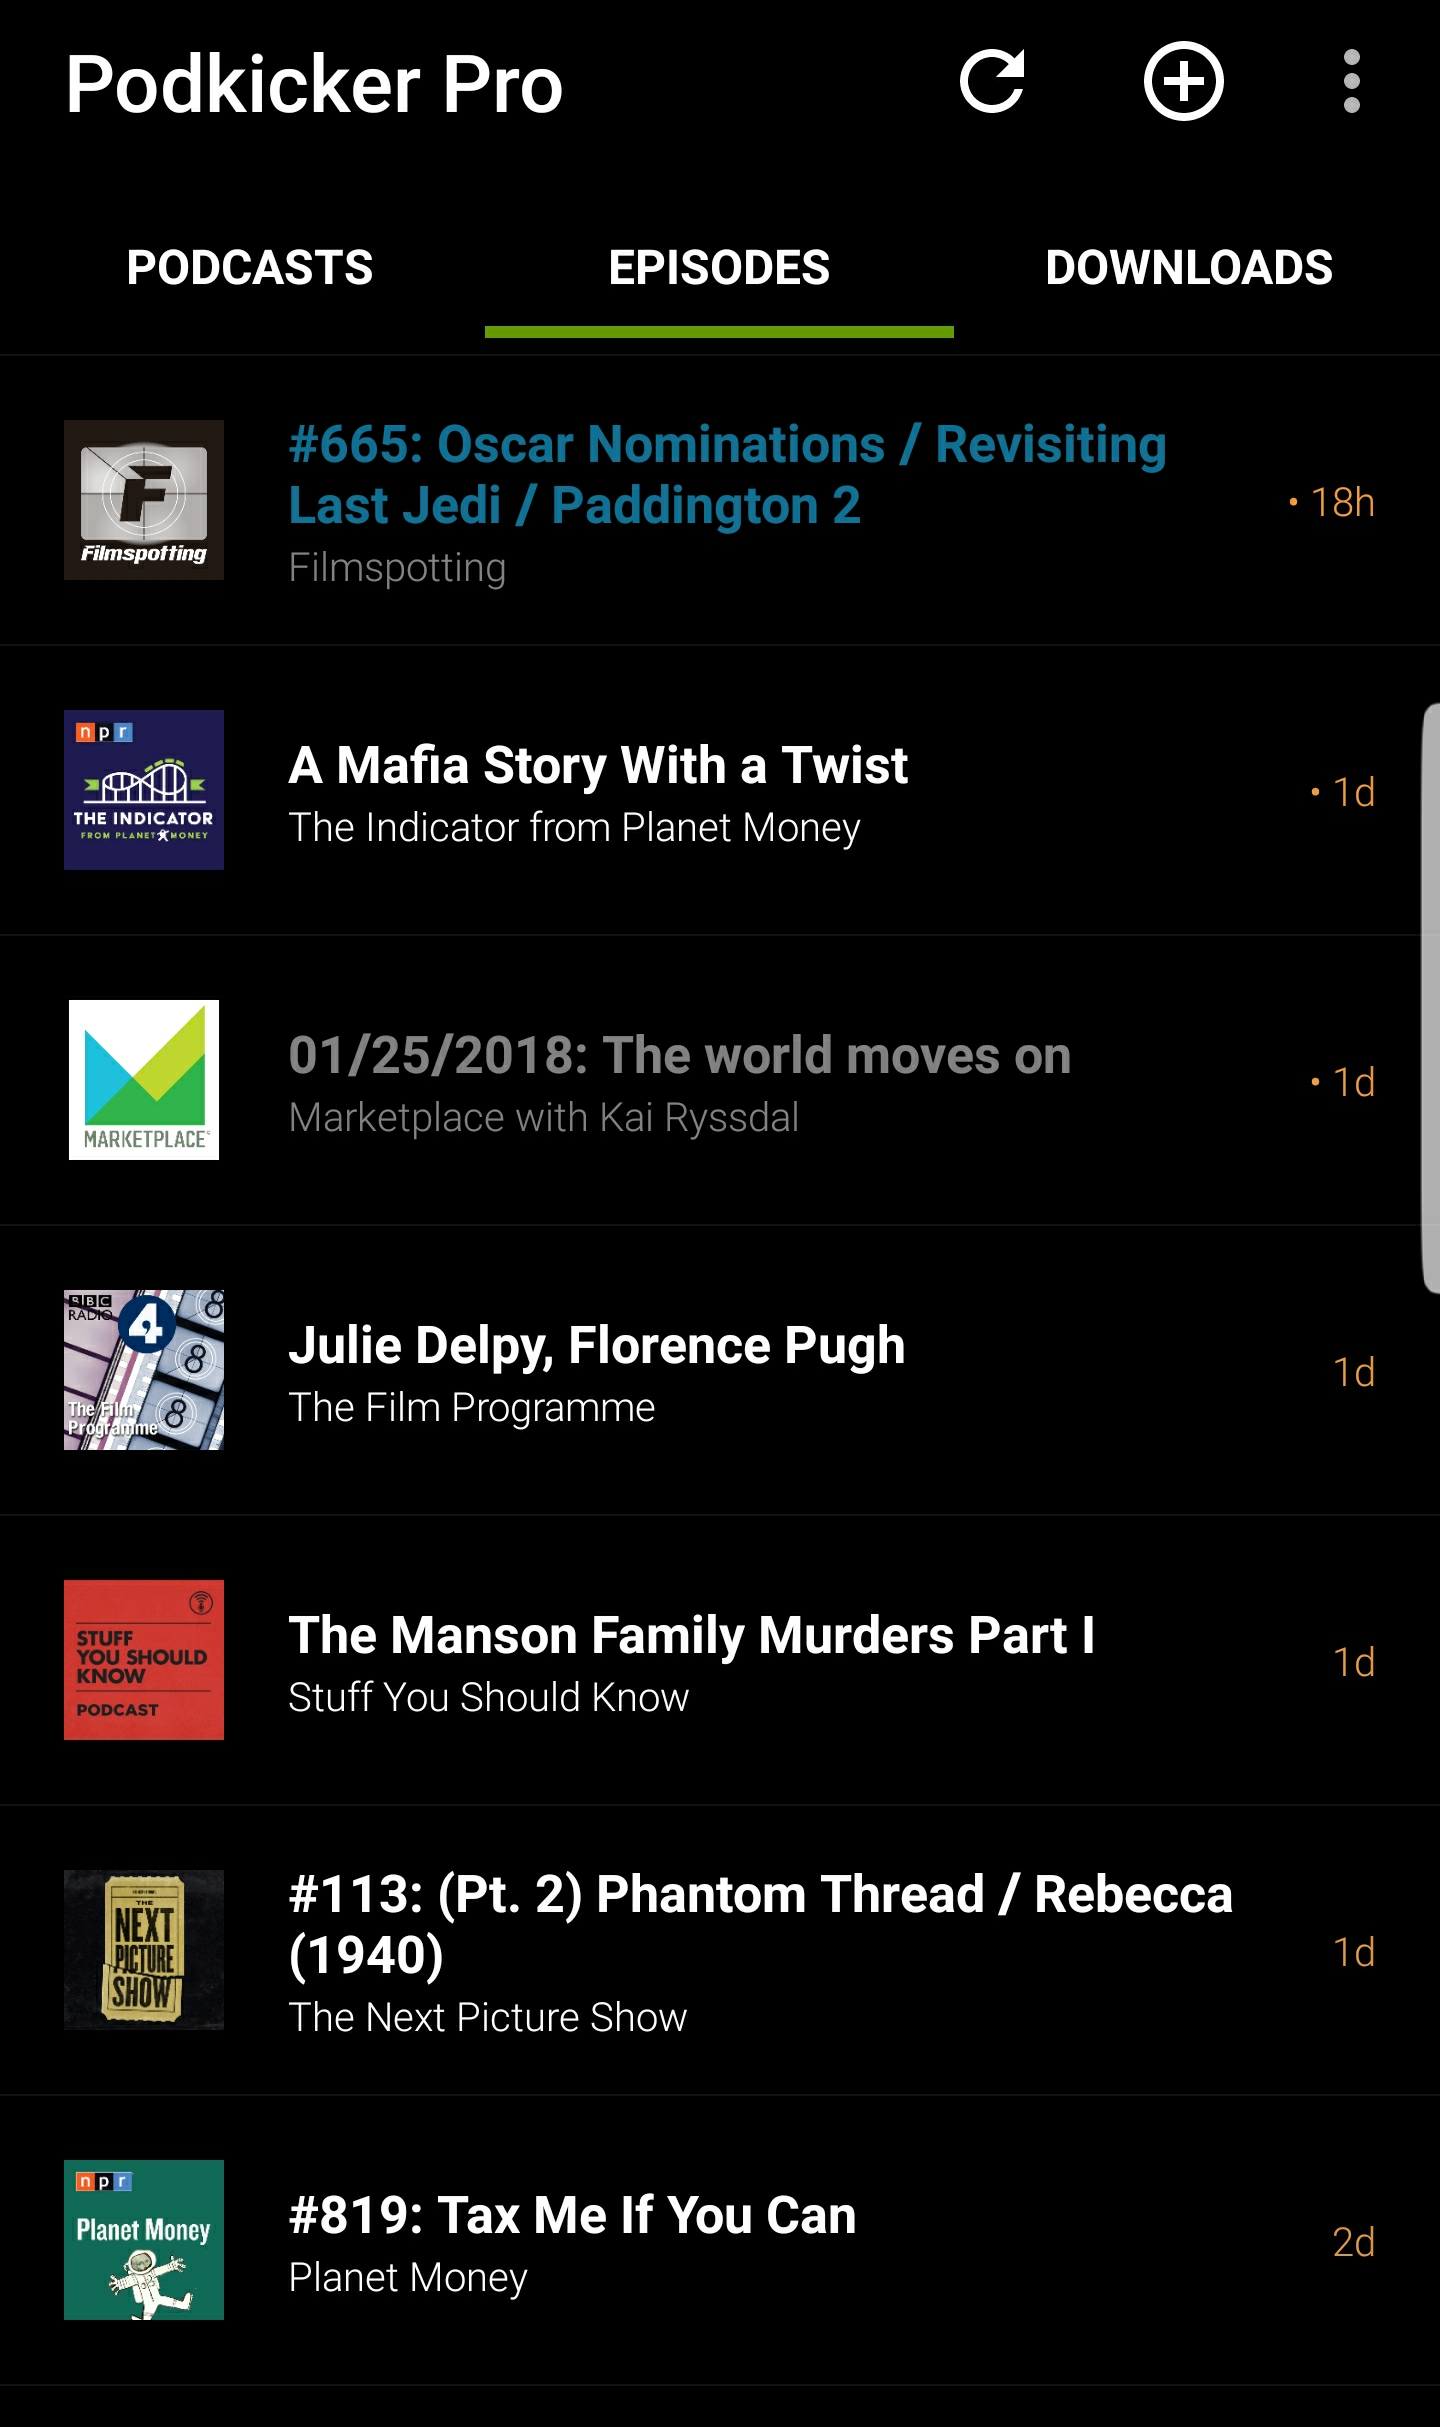 Podkicker Pro
PODCASTS EPISODES DOWNLOADS
Filmspotting
#665: Oscar Nominations / Revisiting
Last Jedi / Paddington 2
Filmspotting
• 18h
npr
THE INDICATOR
FROM PLANET MONEY
A Mafia Story With a Twist
The Indicator from Planet Money
• 1d
MARKETPLACE
01/25/2018: The world moves on
Marketplace with Kai Ryssdal
• 1d
BBC
RADIO 4
8
8
8
The Film
Programme
Julie Delpy, Florence Pugh
The Film Programme
1d
STUFF
YOU SHOULD
KNOW
PODCAST
The Manson Family Murders Part I
Stuff You Should Know
1d
THE
NEXT
PICTURE
SHOW
#113: (Pt. 2) Phantom Thread / Rebecca
(1940)
The Next Picture Show
1d
npr
Planet Money
#819: Tax Me If You Can
Planet Money
2d